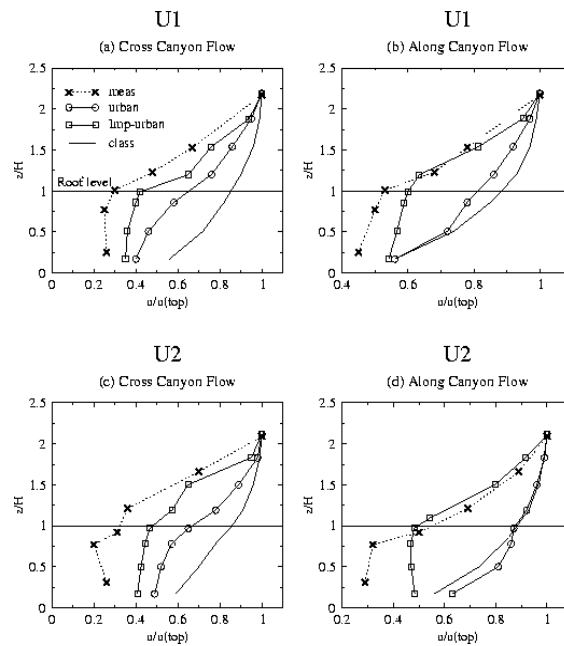 U1 U1
(a) Cross Canyon Flow (b) Along Canyon Flow
2.5 2.5
meas
urban
Imp-urban
class
2 2
1.5 1.5
z/H z/H
Roof level
1 1
0.5 0.5
0 0
0 0.2 0.4 0.6 0.8 1 0.4 0.6 0.8 1
u/u(top) u/u(top)
U2 U2
(c) Cross Canyon Flow (d) Along Canyon Flow
2.5 2.5
2 2
1.5 1.5
z/H z/H
1 1
0.5 0.5
0 0
0 0.2 0.4 0.6 0.8 1 0.2 0.4 0.6 0.8 1
u/u(top) u/u(top)